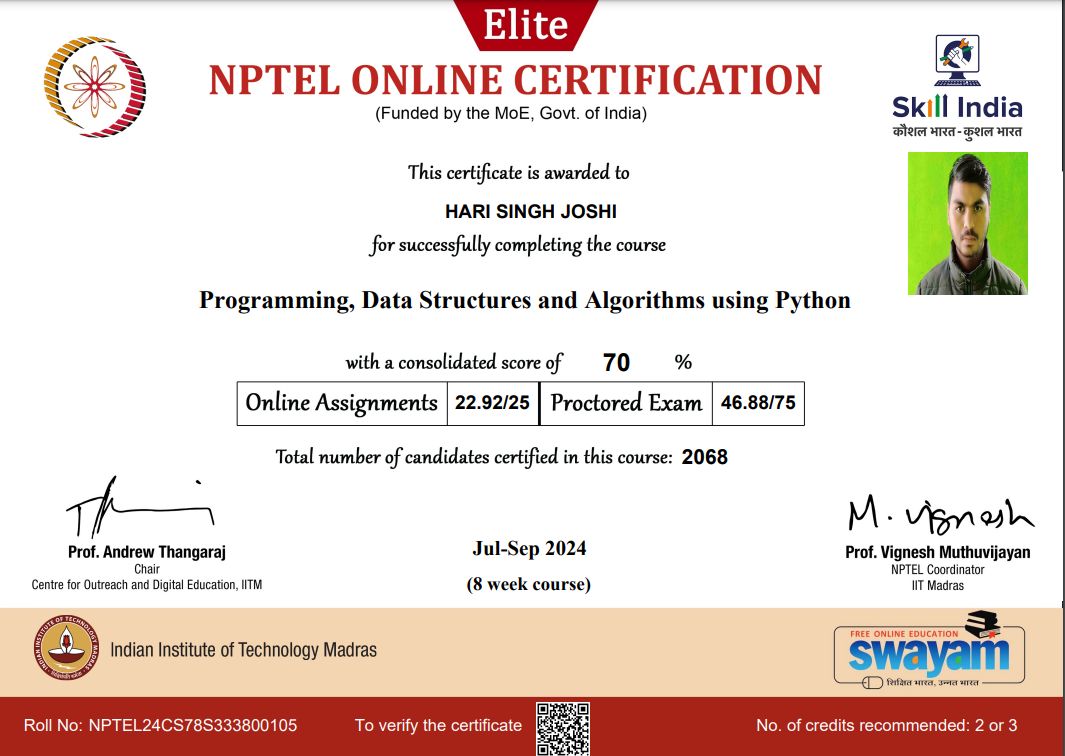 Elite
NPTEL ONLINE CERTIFICATION
(Funded by the MoE, Govt. of India)
Skill India
कौशल भारत - कुशल भारत
This certificate is awarded to
HARI SINGH JOSHI
for successfully completing the course
Programming, Data Structures and Algorithms using Python
with a consolidated score of 70 %
Online Assignments 22.92/25 Proctored Exam 46.88/75
Total number of candidates certified in this course: 2068
M. Vignesh
Prof. Andrew Thangaraj
Chair
Centre for Outreach and Digital Education, IITM
Jul-Sep 2024
(8 week course)
Prof. Vignesh Muthuvijayan
NPTEL Coordinator
IIT Madras
INDIAN INSTITUTE OF TECHNOLOGY MADRAS
Indian Institute of Technology Madras
FREE ONLINE EDUCATION
swayam
शिक्षित भारत, उन्नत भारत
Roll No: NPTEL24CS78S333800105
To verify the certificate
No. of credits recommended: 2 or 3